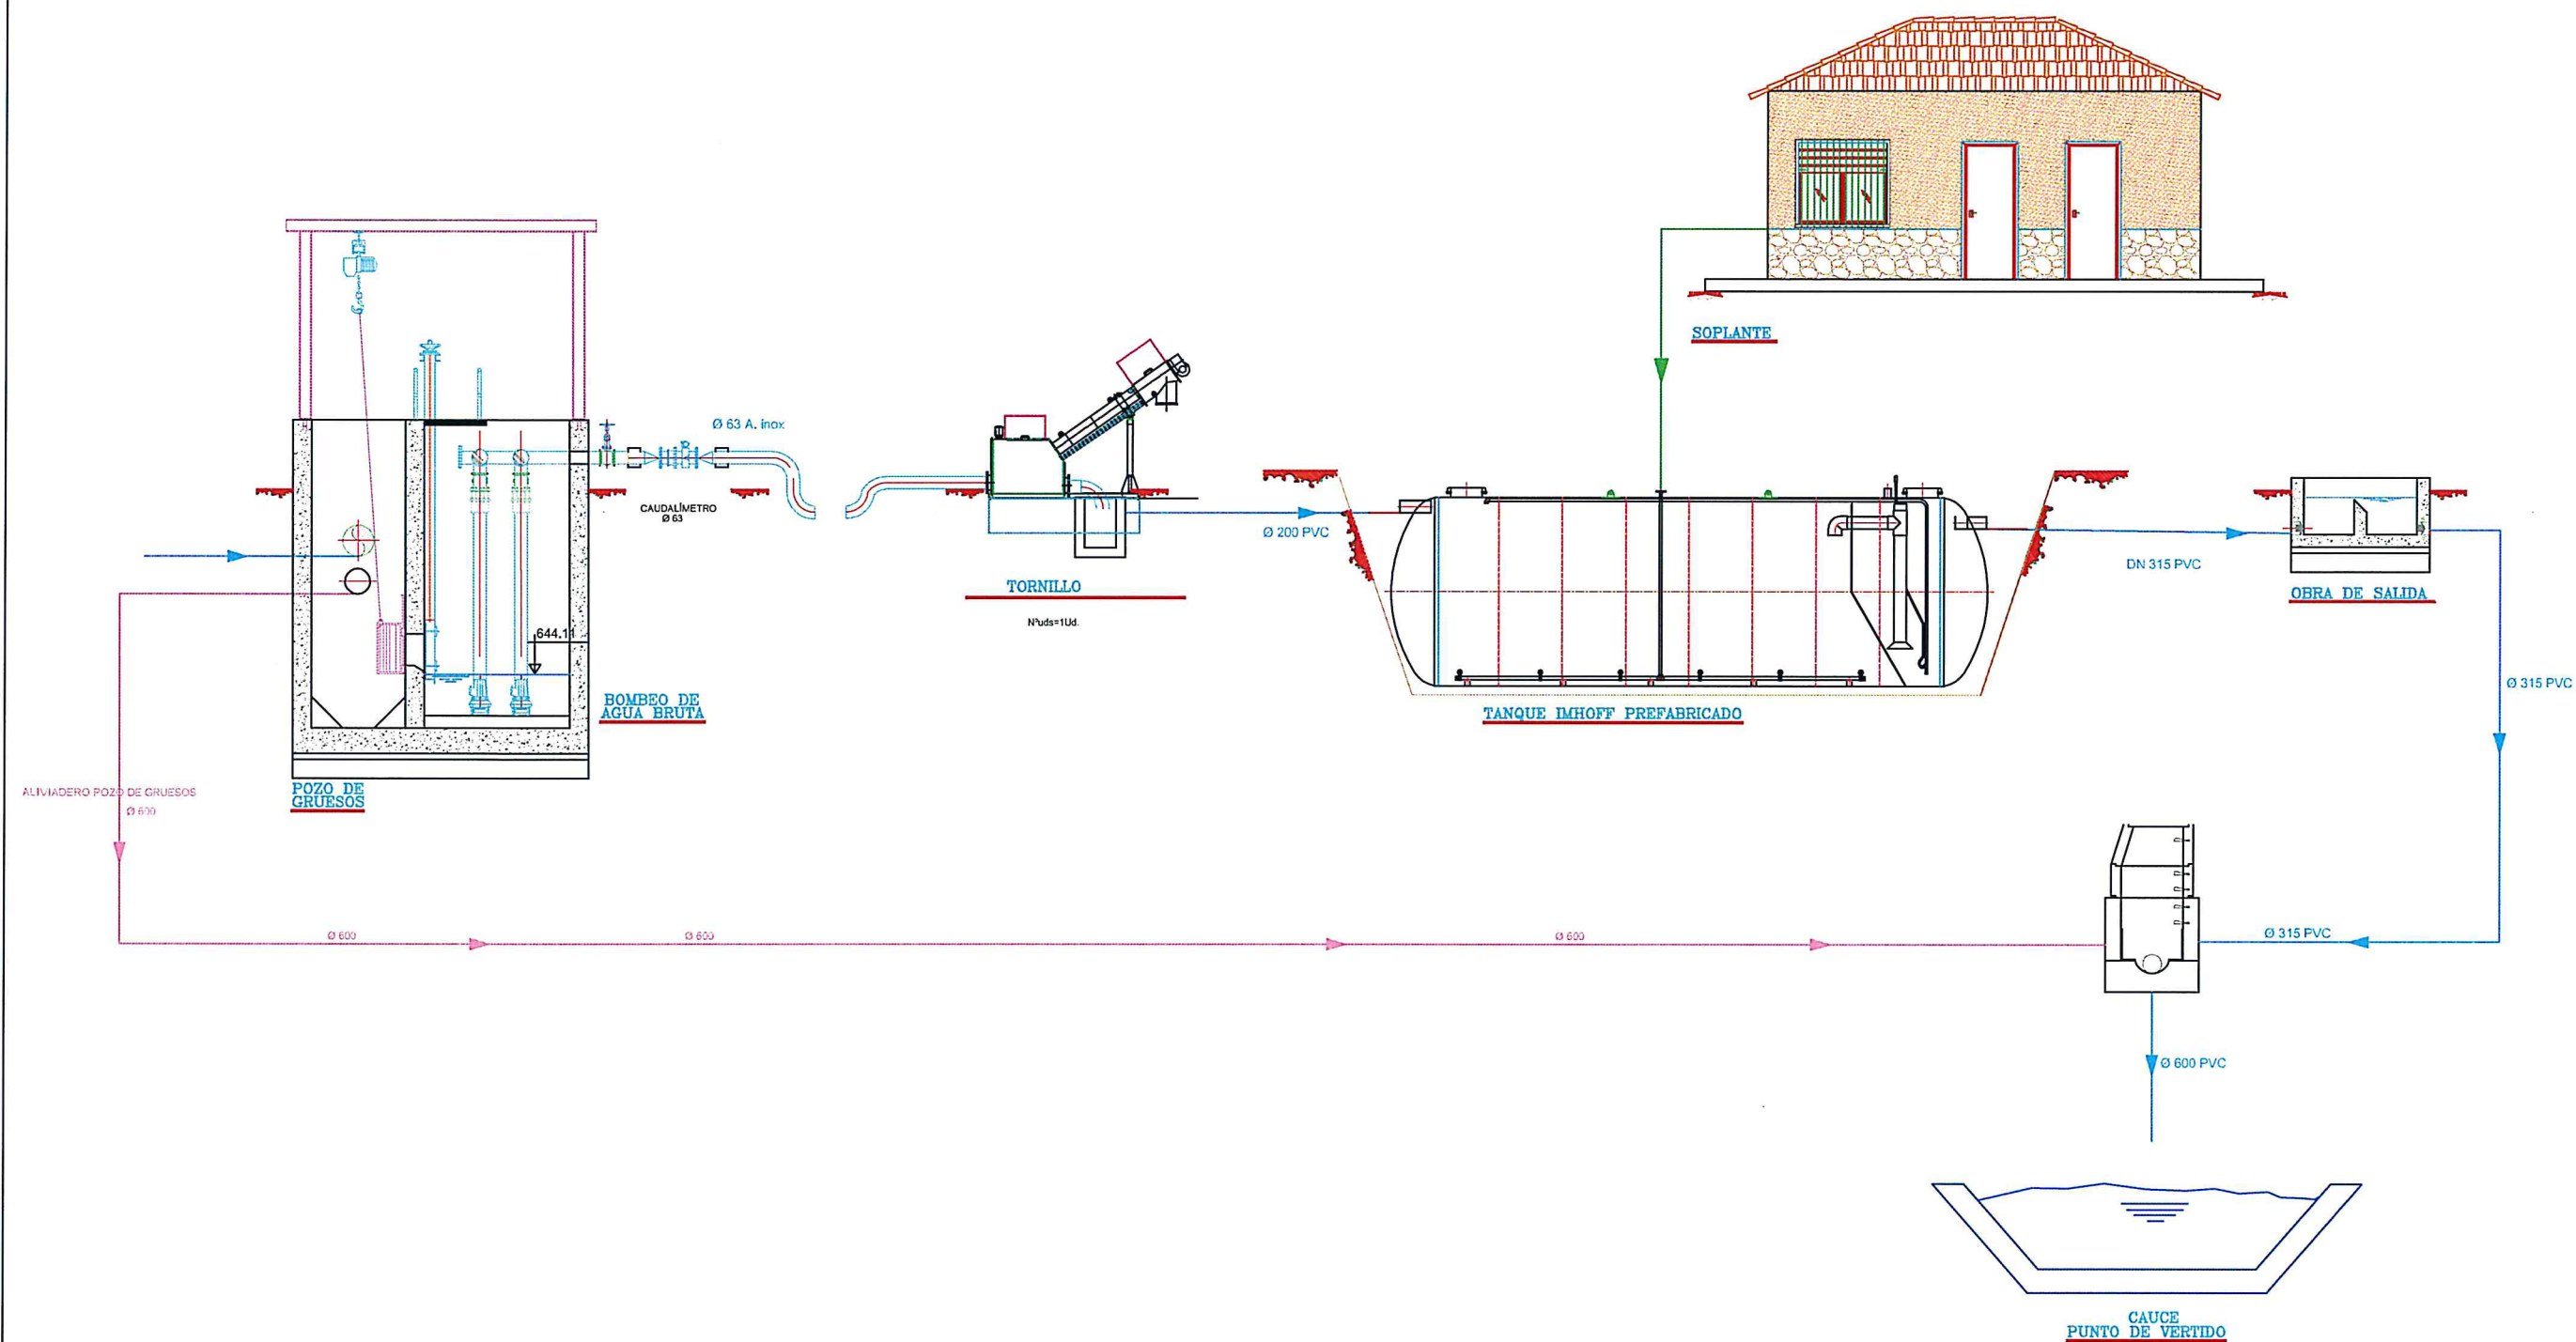 SOPLANTE
Ø 63 A. inox
CAUDALÍMETRO
Ø 63
Ø 200 PVC
TORNILLO
NºUds=1Ud.
DN 315 PVC
OBRA DE SALIDA
644.11
BOMBEO DE
AGUA BRUTA
TANQUE IMHOFF PREFABRICADO
Ø 315 PVC
POZO DE
GRUESOS
ALIVIADERO POZO DE GRUESOS
Ø 600
Ø 600
Ø 600
Ø 600
Ø 315 PVC
Ø 600 PVC
CAUCE
PUNTO DE VERTIDO